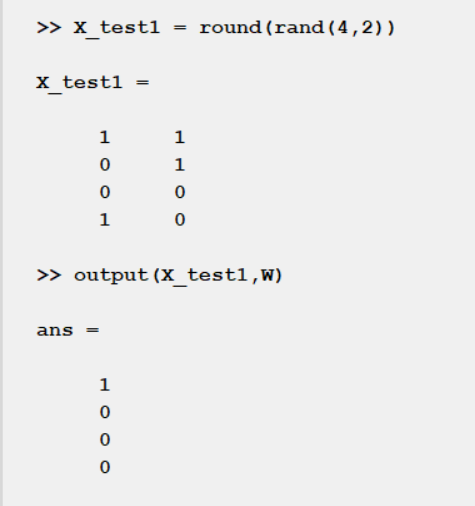 >> X_test1 = round(rand(4,2))
X_test1 =
1 1
0 1
0 0
1 0
>> output(X_test1,W)
ans =
1
0
0
0